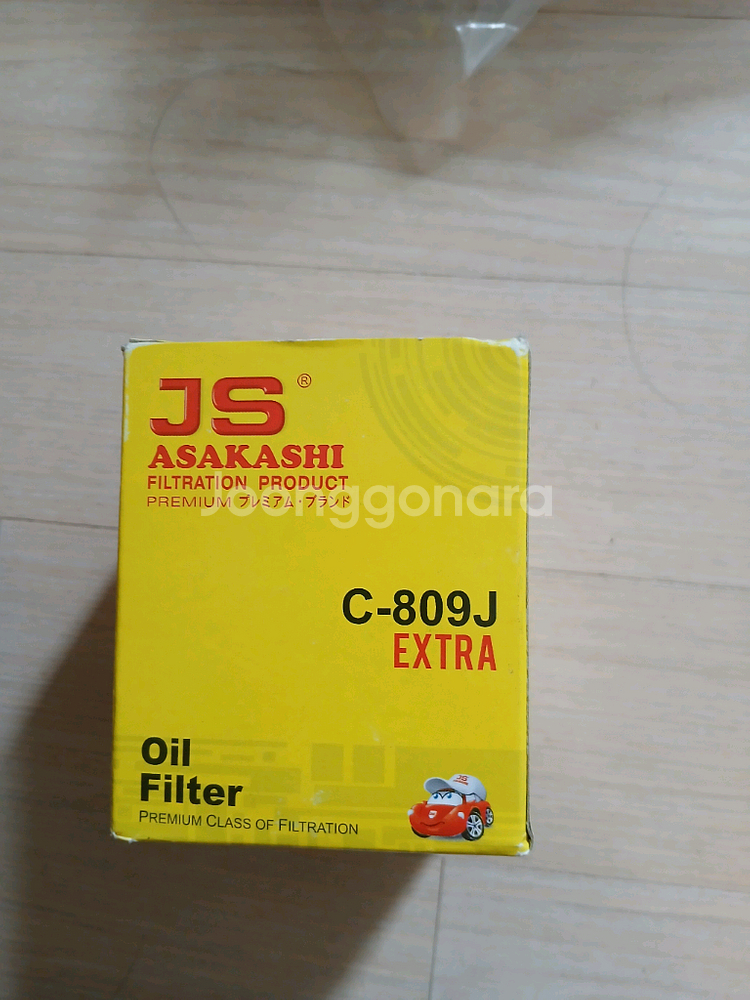 JS®
ASAKASHI
FILTRATION PRODUCT
PREMIUM プレミアム・ブランド
Joonggonara
C-809J
EXTRA
Oil
Filter
JS
PREMIUM CLASS OF FILTRATION